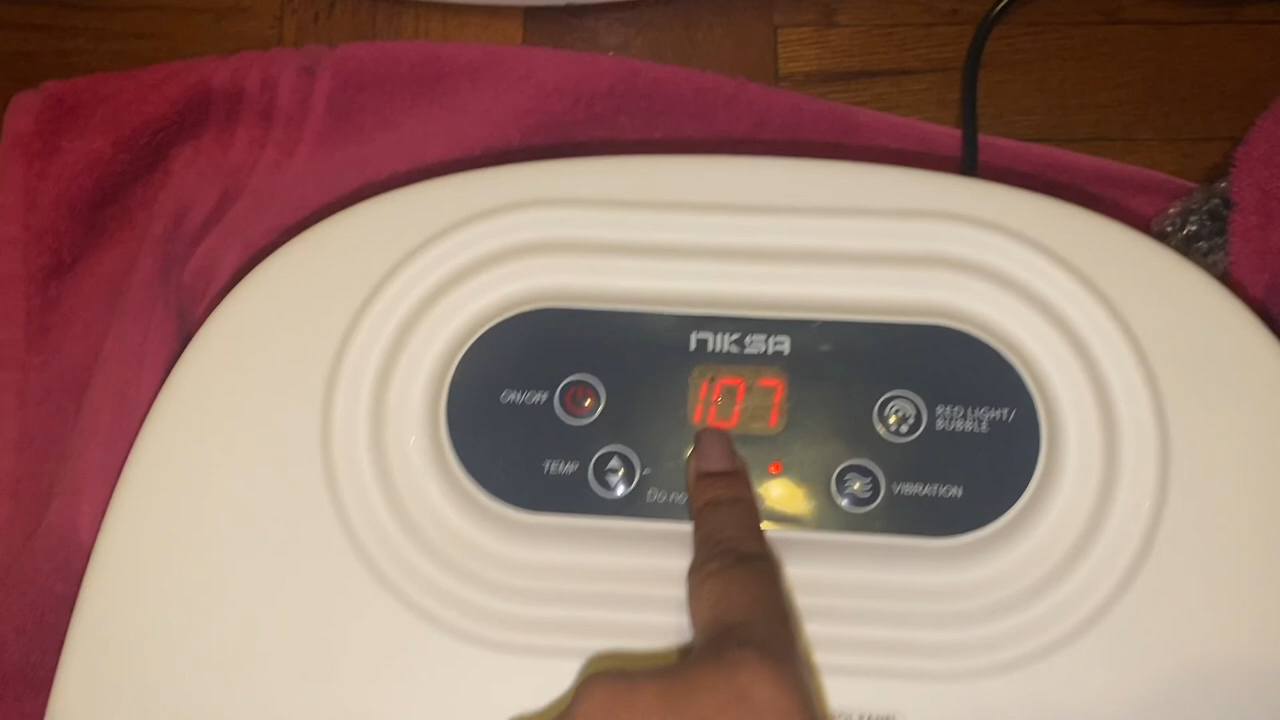 NIKSA
ON/OFF
107
RED LIGHT/
BUBBLE
TEMP
Do no
VIBRATION